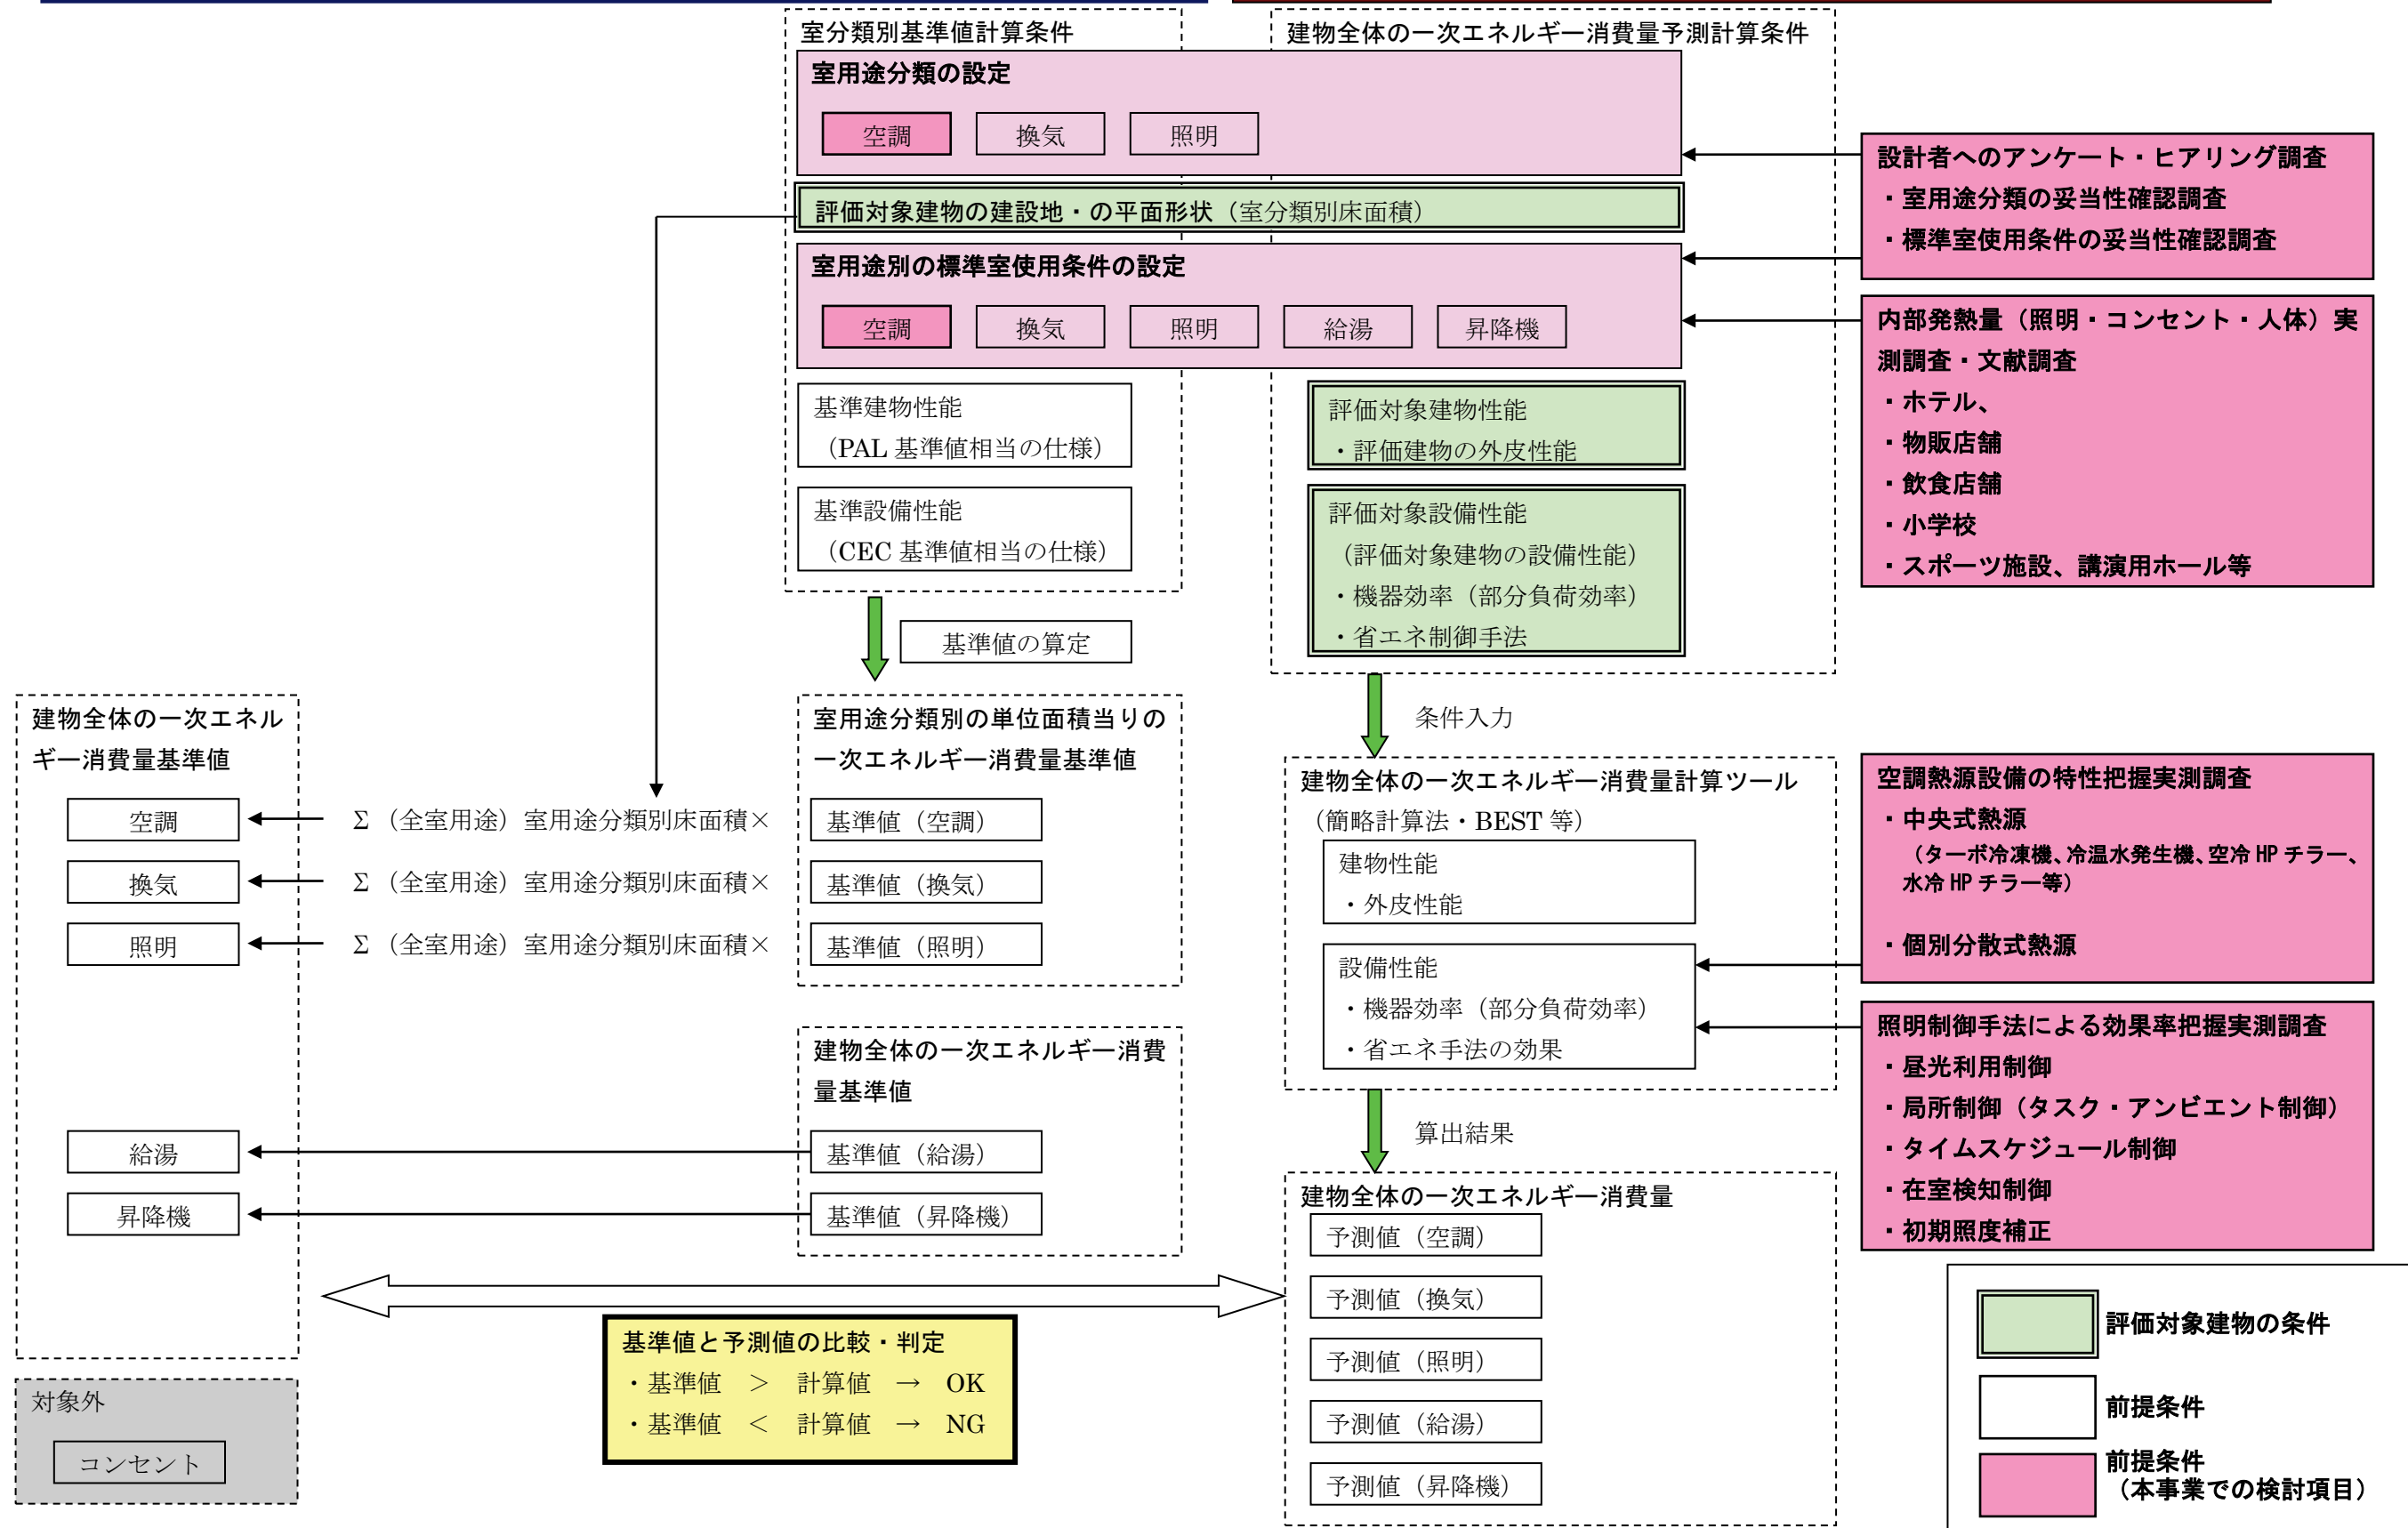 室分類別基準値計算条件
建物全体の一次エネルギー消費量予測計算条件
室用途分類の設定
空調
換気
照明
評価対象建物の建設地・の平面形状（室分類別床面積）
室用途別の標準室使用条件の設定
空調
換気
照明
給湯
昇降機
基準建物性能
（PAL 基準値相当の仕様）
基準設備性能
（CEC 基準値相当の仕様）
評価対象建物性能
・評価建物の外皮性能
評価対象設備性能
（評価対象建物の設備性能）
・機器効率（部分負荷効率）
・省エネ制御手法
設計者へのアンケート・ヒアリング調査
・室用途分類の妥当性確認調査
・標準室使用条件の妥当性確認調査
内部発熱量（照明・コンセント・人体）実
測調査・文献調査
・ホテル、
・物販店舗
・飲食店舗
・小学校
・スポーツ施設、講演用ホール等
基準値の算定
条件入力
建物全体の一次エネル
ギー消費量基準値
空調
換気
照明
給湯
昇降機
Σ（全室用途）室用途分類別床面積×
Σ（全室用途）室用途分類別床面積×
Σ（全室用途）室用途分類別床面積×
室用途分類別の単位面積当りの
一次エネルギー消費量基準値
基準値（空調）
基準値（換気）
基準値（照明）
建物全体の一次エネルギー消費
量基準値
基準値（給湯）
基準値（昇降機）
建物全体の一次エネルギー消費量計算ツール
（簡略計算法・BEST 等）
建物性能
・外皮性能
設備性能
・機器効率（部分負荷効率）
・省エネ手法の効果
算出結果
建物全体の一次エネルギー消費量
予測値（空調）
予測値（換気）
予測値（照明）
予測値（給湯）
予測値（昇降機）
空調熱源設備の特性把握実測調査
・中央式熱源
（ターボ冷凍機、冷温水発生機、空冷 HP チラー、
水冷 HP チラー等）
・個別分散式熱源
照明制御手法による効果率把握実測調査
・昼光利用制御
・局所制御（タスク・アンビエント制御）
・タイムスケジュール制御
・在室検知制御
・初期照度補正
基準値と予測値の比較・判定
・基準値　＞　計算値　→　OK
・基準値　＜　計算値　→　NG
対象外
コンセント
評価対象建物の条件
前提条件
前提条件
（本事業での検討項目）